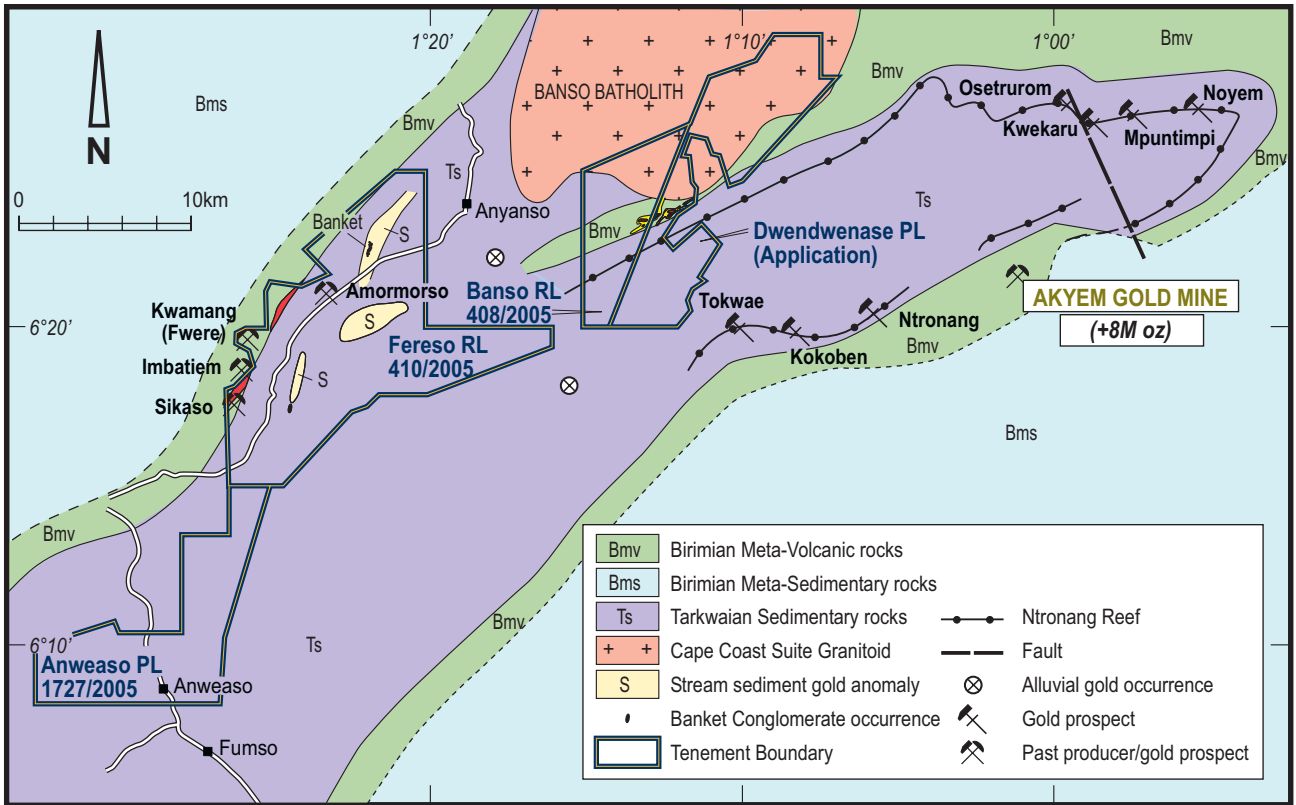 1°20’
1°10’
1°00’
Bmv
Bms
Bmv
BANSO BATHOLITH
Bmv
Osetrurom
Noyem
Kwekaru
Mpuntimpi
N
Ts
Bmv
0
10km
Anyanso
Ts
Banket
S
Bmv
Dwendwenase PL
(Application)
Amormorso
Banso RL
408/2005
Tokwae
AKYEM GOLD MINE
(+8M oz)
Kwamang
(Fwere’)
6°20’
S
Fereso RL
410/2005
Ntronang
Kokoben
Bmv
Imbatiem
S
Sikaso
Bms
Bmv
Bmv
Ts
6°10’
Anweaso PL
1727/2005
Anweaso
Fumso
Bmv
Birimian Meta-Volcanic rocks
Bms
Birimian Meta-Sedimentary rocks
Ts
Tarkwaian Sedimentary rocks
Cape Coast Suite Granitoid
S
Stream sediment gold anomaly
Banket Conglomerate occurrence
Tenement Boundary
Ntronang Reef
Fault
Alluvial gold occurrence
Gold prospect
Past producer/gold prospect